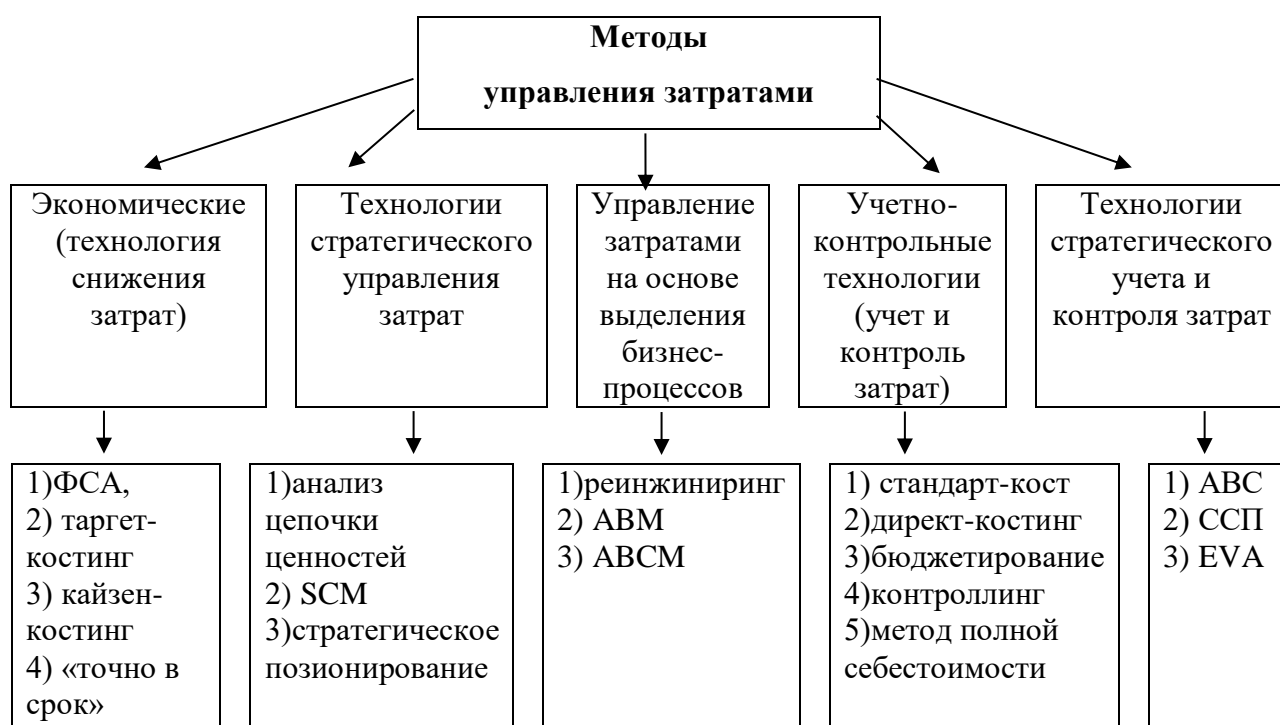 Методы
управления затратами
Экономические
(технология
снижения
затрат)
Технологии
стратегического
управления
затрат
Управление
затратами
на основе
выделения
бизнес-
процессов
Учетно-
контрольные
технологии
(учет и
контроль
затрат)
Технологии
стратегического
учета и
контроля затрат
1)ФСА,
2) таргет-
костинг
3) кайзен-
костинг
4) «точно в
срок»
1)анализ
цепочки
ценностей
2) SCM
3)стратегическое
позионирование
1)реинжиниринг
2) ABM
3) ABCM
1) стандарт-кост
2)директ-костинг
3)бюджетирование
4)контроллинг
5)метод полной
себестоимости
1) ABC
2) ССП
3) EVA